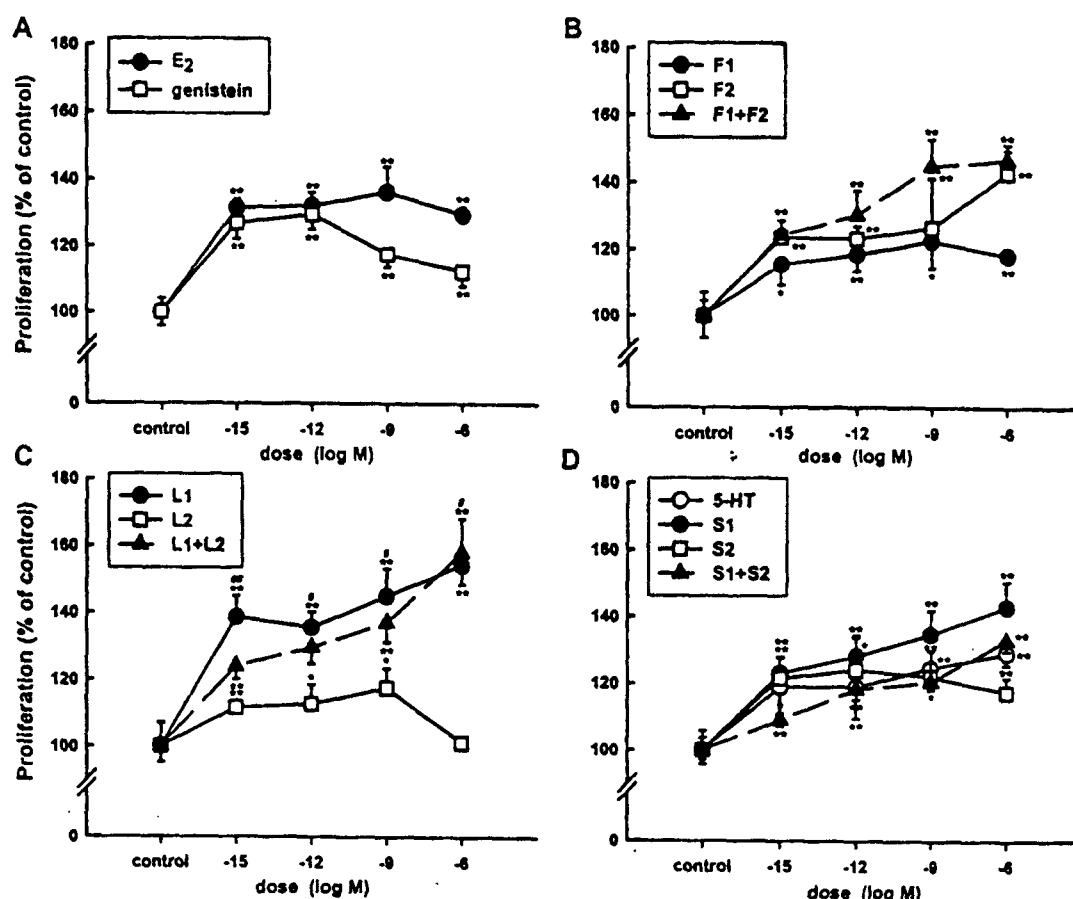 A
180
160
140
120
100
0
Proliferation (% of control)
E2
genistein
control
-15
-12
-9
-6
dose (log M)
B
180
160
140
120
100
0
F1
F2
F1+F2
control
-15
-12
-9
-6
dose (log M)
C
180
160
140
120
100
0
Proliferation (% of control)
L1
L2
L1+L2
control
-15
-12
-9
-6
dose (log M)
D
180
160
140
120
100
0
5-HT
S1
S2
S1+S2
control
-15
-12
-9
-6
dose (log M)